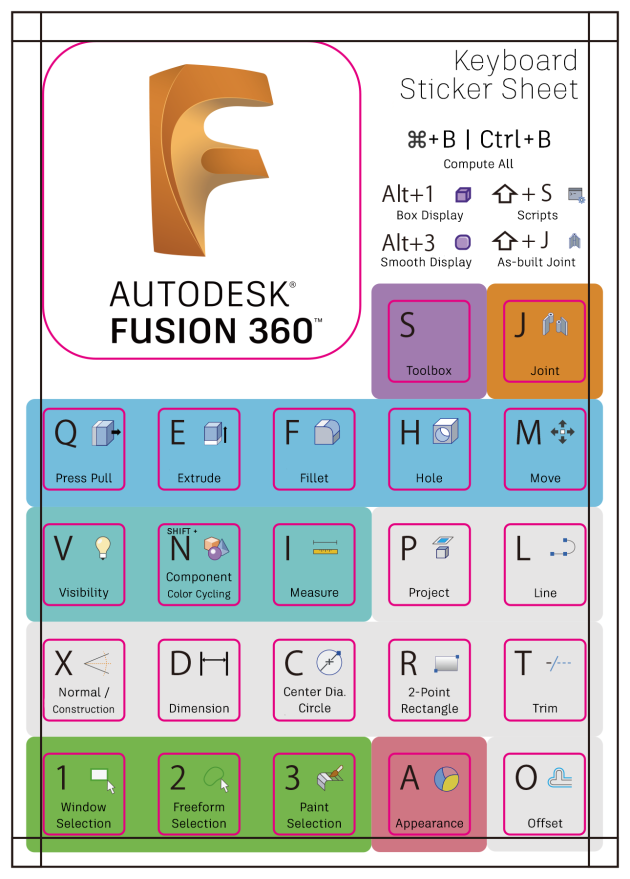 Keyboard
Sticker Sheet
⌘+B | Ctrl+B
Compute All
Alt+1
Box Display
⇧+S
Scripts
Alt+3
Smooth Display
⇧+J
As-built Joint
AUTODESK®
FUSION 360™
S
Toolbox
J
Joint
Q
Press Pull
E
Extrude
F
Fillet
H
Hole
M
Move
V
Visibility
SHIFT +
N
Component
Color Cycling
I
Measure
P
Project
L
Line
X
Normal /
Construction
D
Dimension
C
Center Dia.
Circle
R
2-Point
Rectangle
T
Trim
1
Window
Selection
2
Freeform
Selection
3
Paint
Selection
A
Appearance
O
Offset